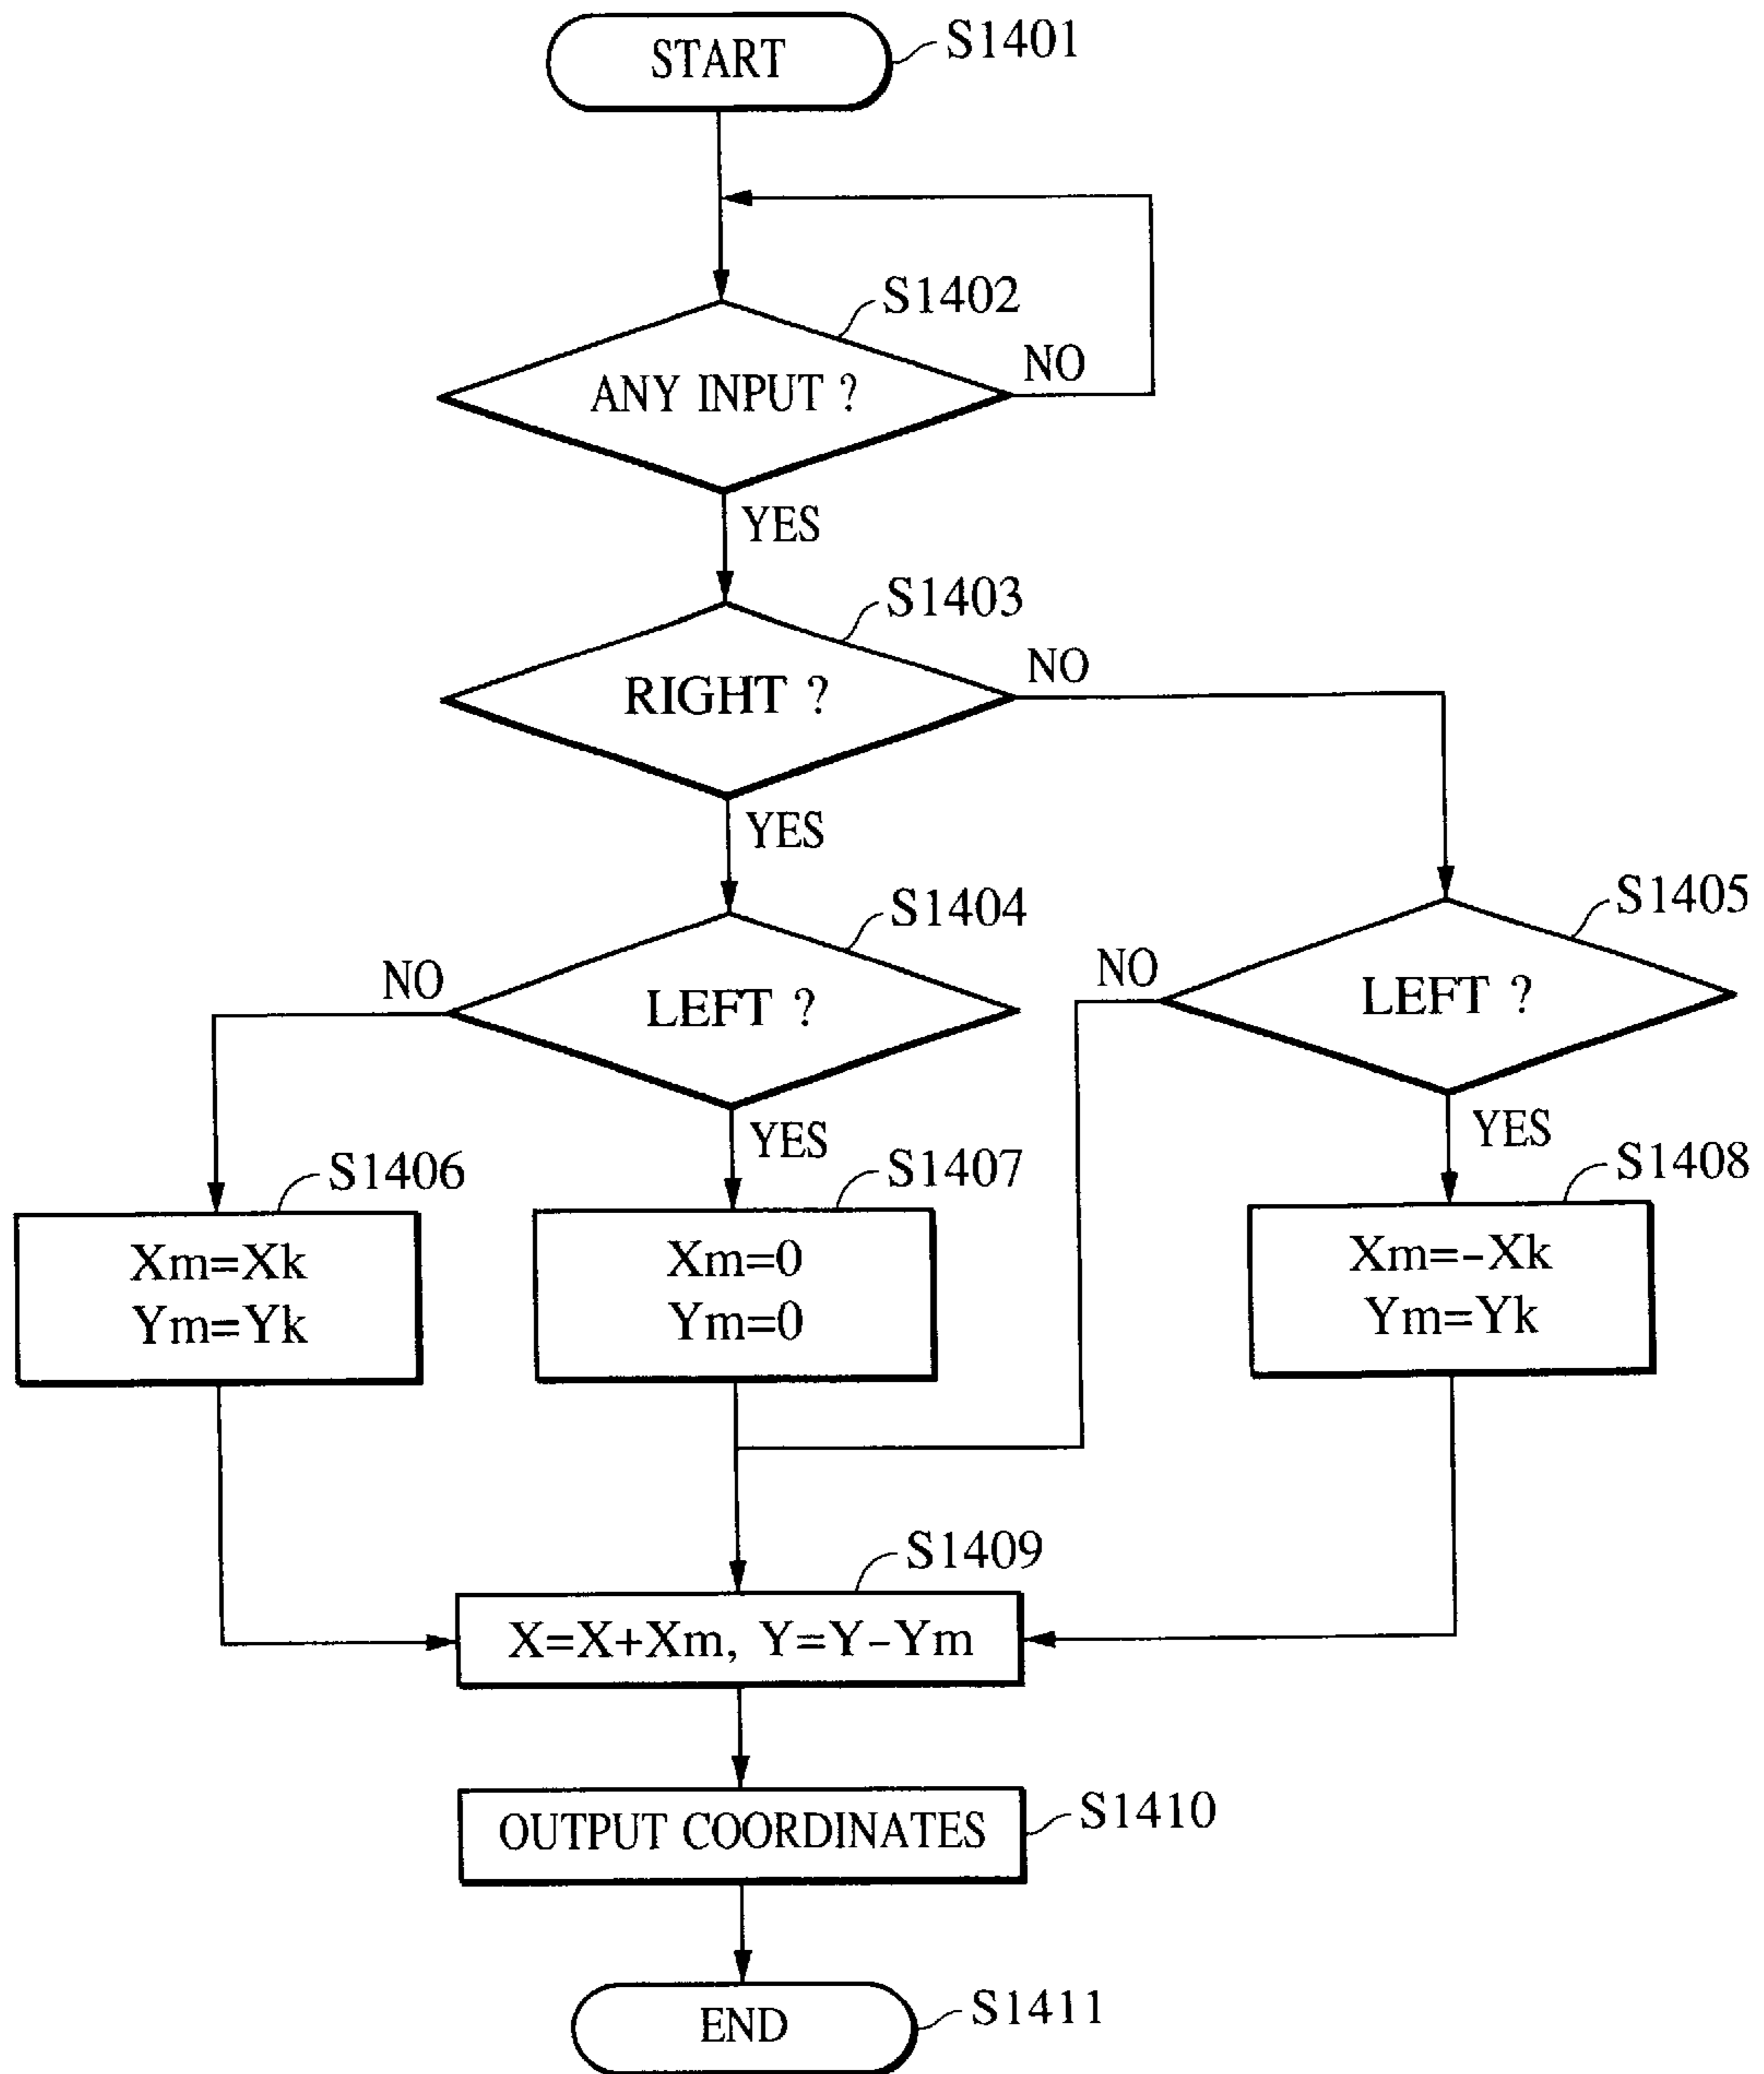 START
S1401
S1402
ANY INPUT ?
NO
YES
S1403
RIGHT ?
NO
YES
S1404
LEFT ?
NO
YES
S1405
LEFT ?
NO
YES
S1406
Xm=Xk
Ym=Yk
S1407
Xm=0
Ym=0
S1408
Xm=-Xk
Ym=Yk
S1409
X=X+Xm, Y=Y-Ym
OUTPUT COORDINATES
S1410
END
S1411